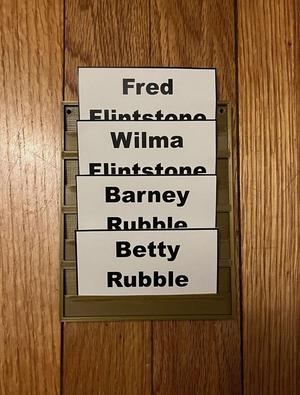 Fred
Flintstone
Wilma
Flintstone
Barney
Rubble
Betty
Rubble